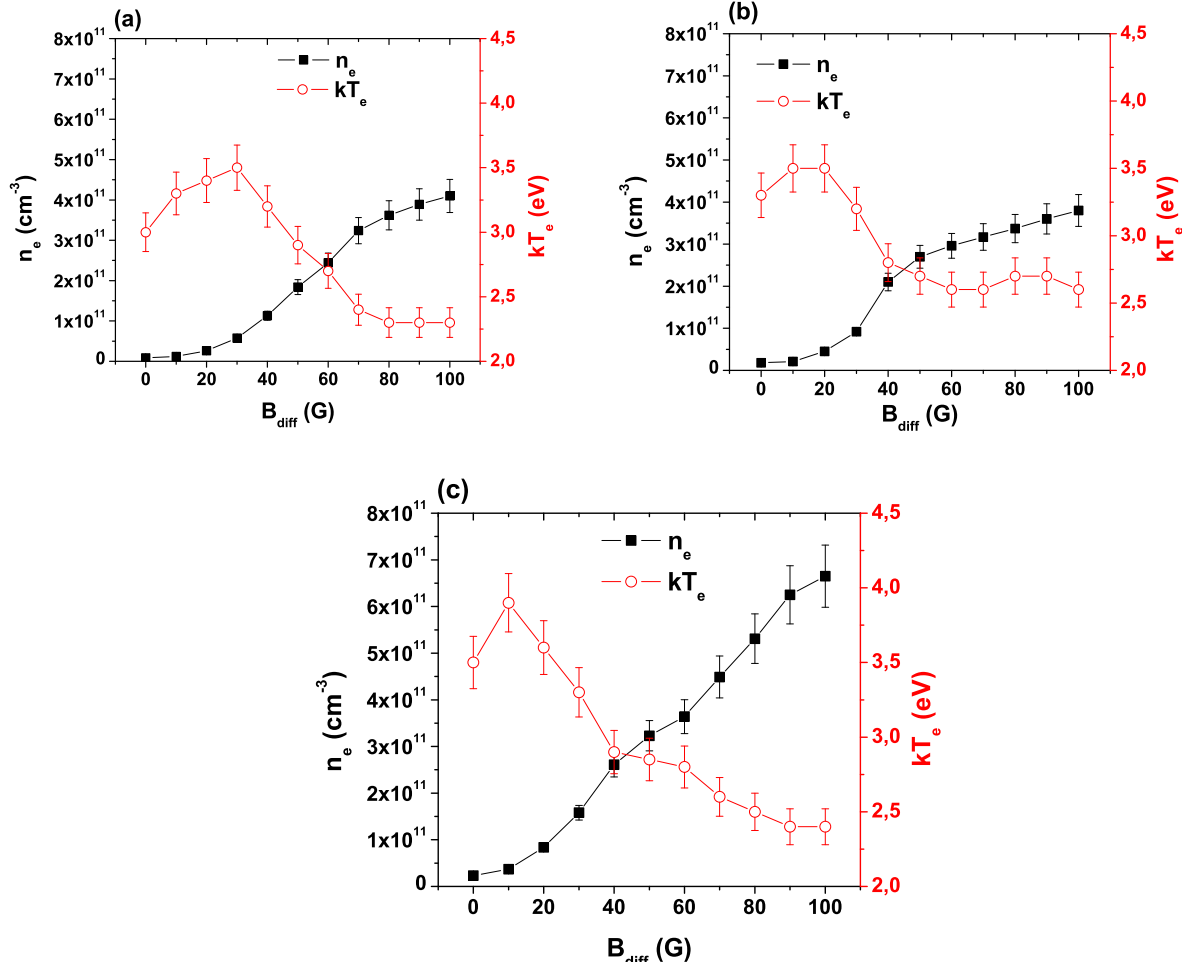 (a)
n_e
kT_e
8x10^11
7x10^11
6x10^11
5x10^11
4x10^11
3x10^11
2x10^11
1x10^11
0
n_e (cm^-3)
4,5
4,0
3,5
3,0
2,5
2,0
kT_e (eV)
0 20 40 60 80 100
B_diff (G)
(b)
n_e
kT_e
8x10^11
7x10^11
6x10^11
5x10^11
4x10^11
3x10^11
2x10^11
1x10^11
0
n_e (cm^-3)
4,5
4,0
3,5
3,0
2,5
2,0
kT_e (eV)
0 20 40 60 80 100
B_diff (G)
(c)
n_e
kT_e
8x10^11
7x10^11
6x10^11
5x10^11
4x10^11
3x10^11
2x10^11
1x10^11
0
n_e (cm^-3)
4,5
4,0
3,5
3,0
2,5
2,0
kT_e (eV)
0 20 40 60 80 100
B_diff (G)